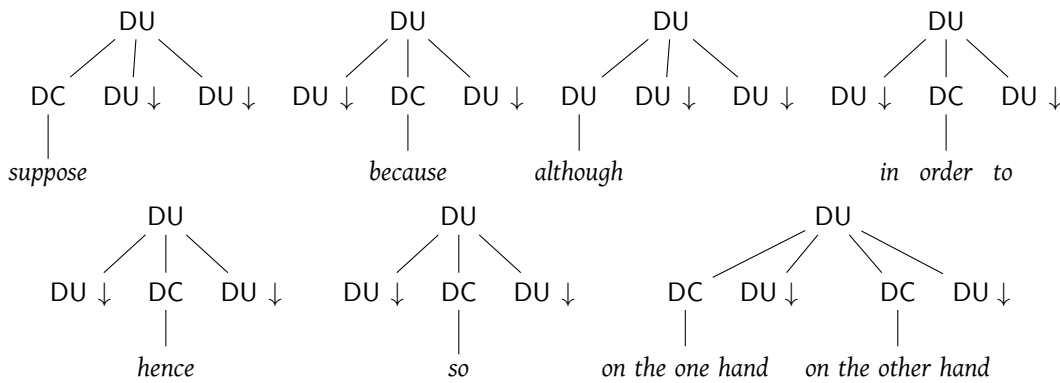 DU DU DU DU
DC DU ↓ DU ↓ DU ↓ DC DU ↓ DU DU ↓ DU ↓ DU ↓ DC DU ↓
suppose because although in order to
DU DU DU
DU ↓ DC DU ↓ DU ↓ DC DU ↓ DC DU ↓ DC DU ↓
hence so on the one hand on the other hand